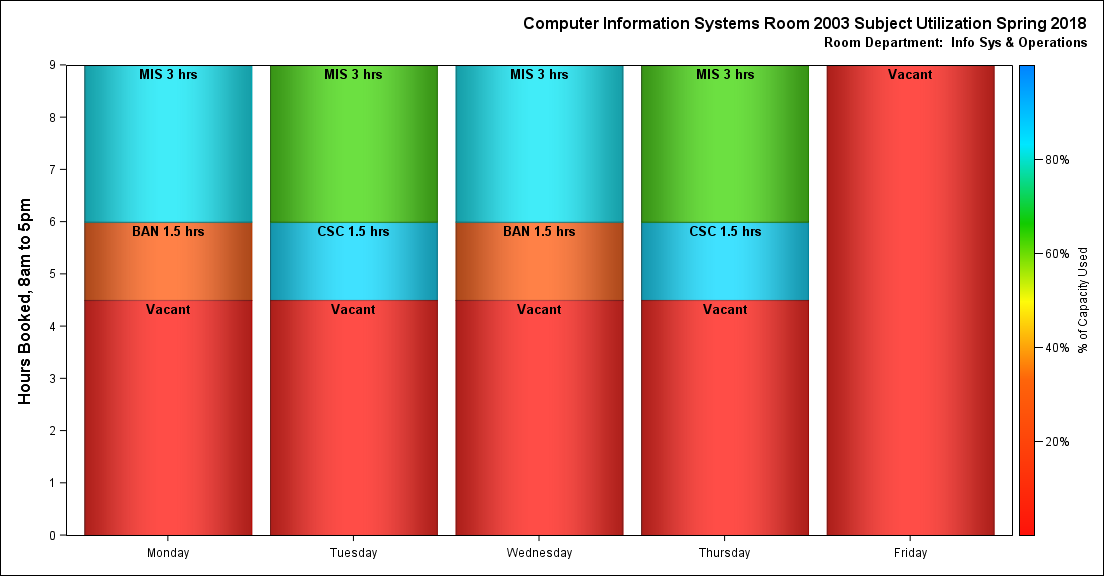 Computer Information Systems Room 2003 Subject Utilization Spring 2018
Room Department: Info Sys & Operations
Hours Booked, 8am to 5pm
9
8
7
6
5
4
3
2
1
0
MIS 3 hrs
BAN 1.5 hrs
Vacant
MIS 3 hrs
CSC 1.5 hrs
Vacant
MIS 3 hrs
BAN 1.5 hrs
Vacant
MIS 3 hrs
CSC 1.5 hrs
Vacant
Vacant
Monday
Tuesday
Wednesday
Thursday
Friday
80%
60%
40%
20%
% of Capacity Used